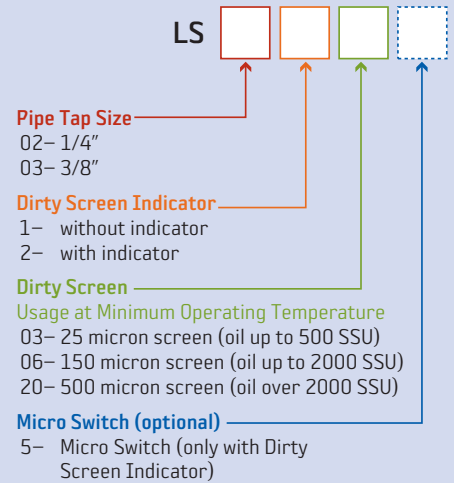 LS
Pipe Tap Size
02– 1/4"
03– 3/8"
Dirty Screen Indicator
1– without indicator
2– with indicator
Dirty Screen
Usage at Minimum Operating Temperature
03– 25 micron screen (oil up to 500 SSU)
06– 150 micron screen (oil up to 2000 SSU)
20– 500 micron screen (oil over 2000 SSU)
Micro Switch (optional)
5– Micro Switch (only with Dirty
Screen Indicator)